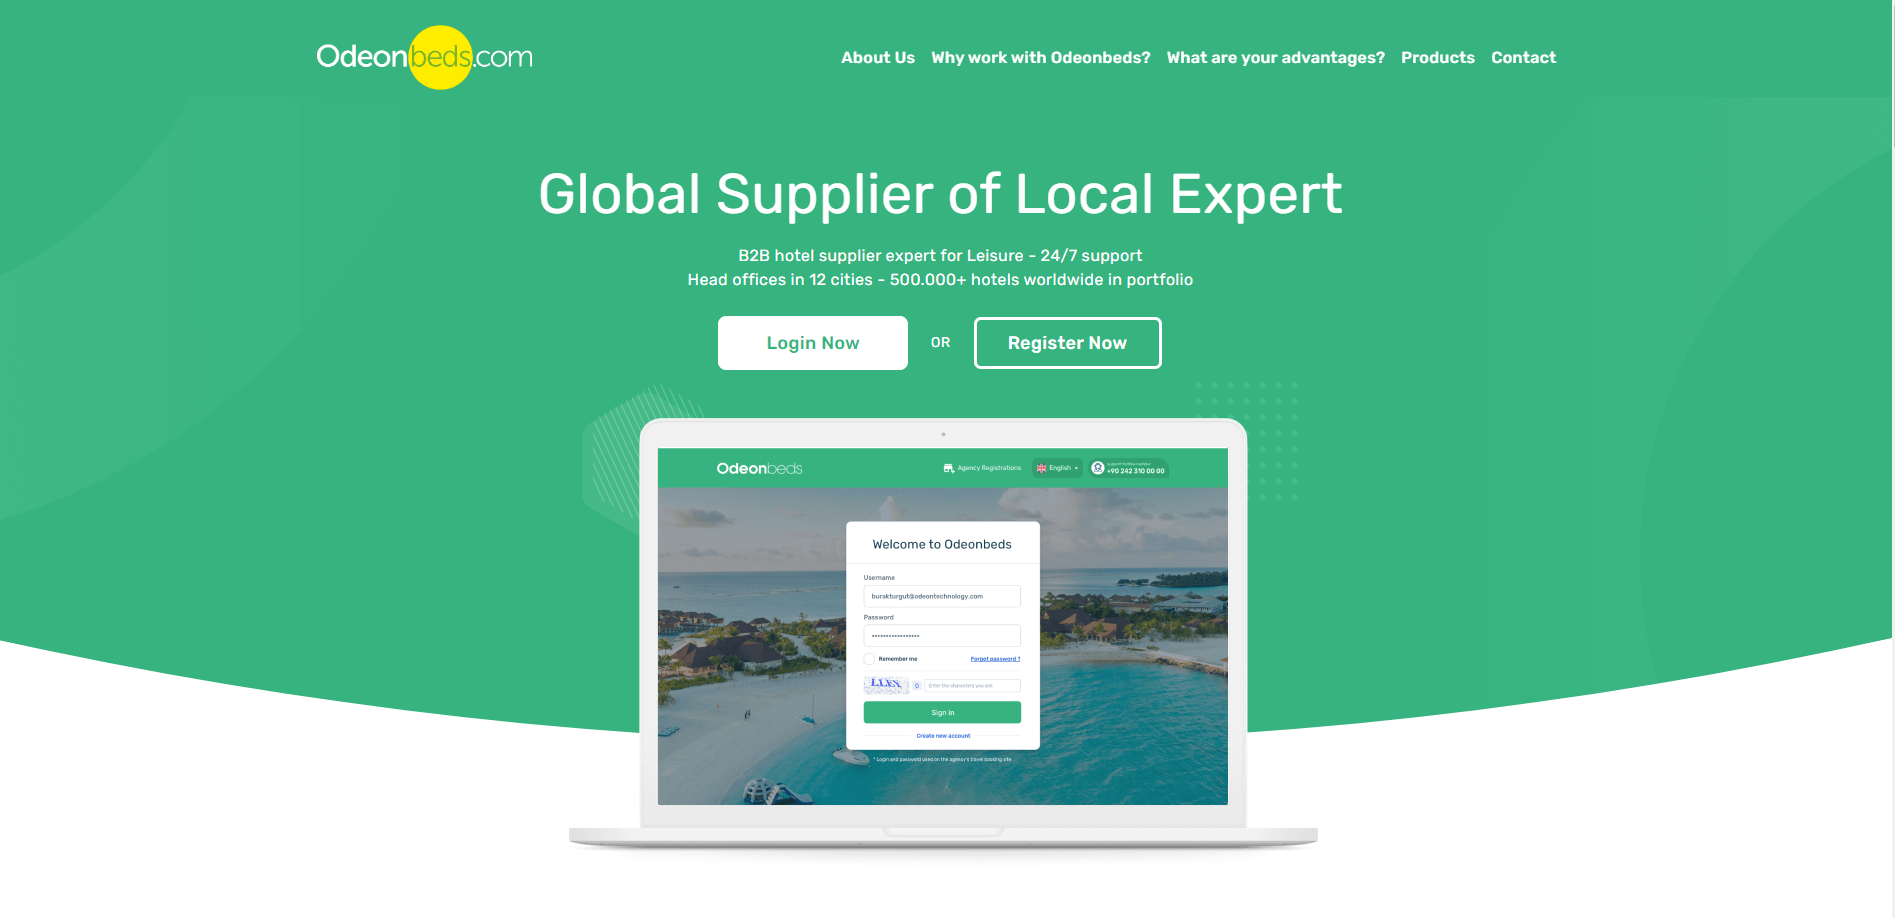 Odeonbeds.com
About Us Why work with Odeonbeds? What are your advantages? Products Contact
Global Supplier of Local Expert
B2B hotel supplier expert for Leisure - 24/7 support
Head offices in 12 cities - 500.000+ hotels worldwide in portfolio
Login Now OR Register Now
Odeonbeds
Agency Registrations
English
+90 242 310 00 00
Welcome to Odeonbeds
Username
burakturgut@odeontechnology.com
Password
••••••••••••••••
Remember me Forgot password ?
Enter the characters you see
Sign in
Create new account
* Login and password used on the agency's travel booking site